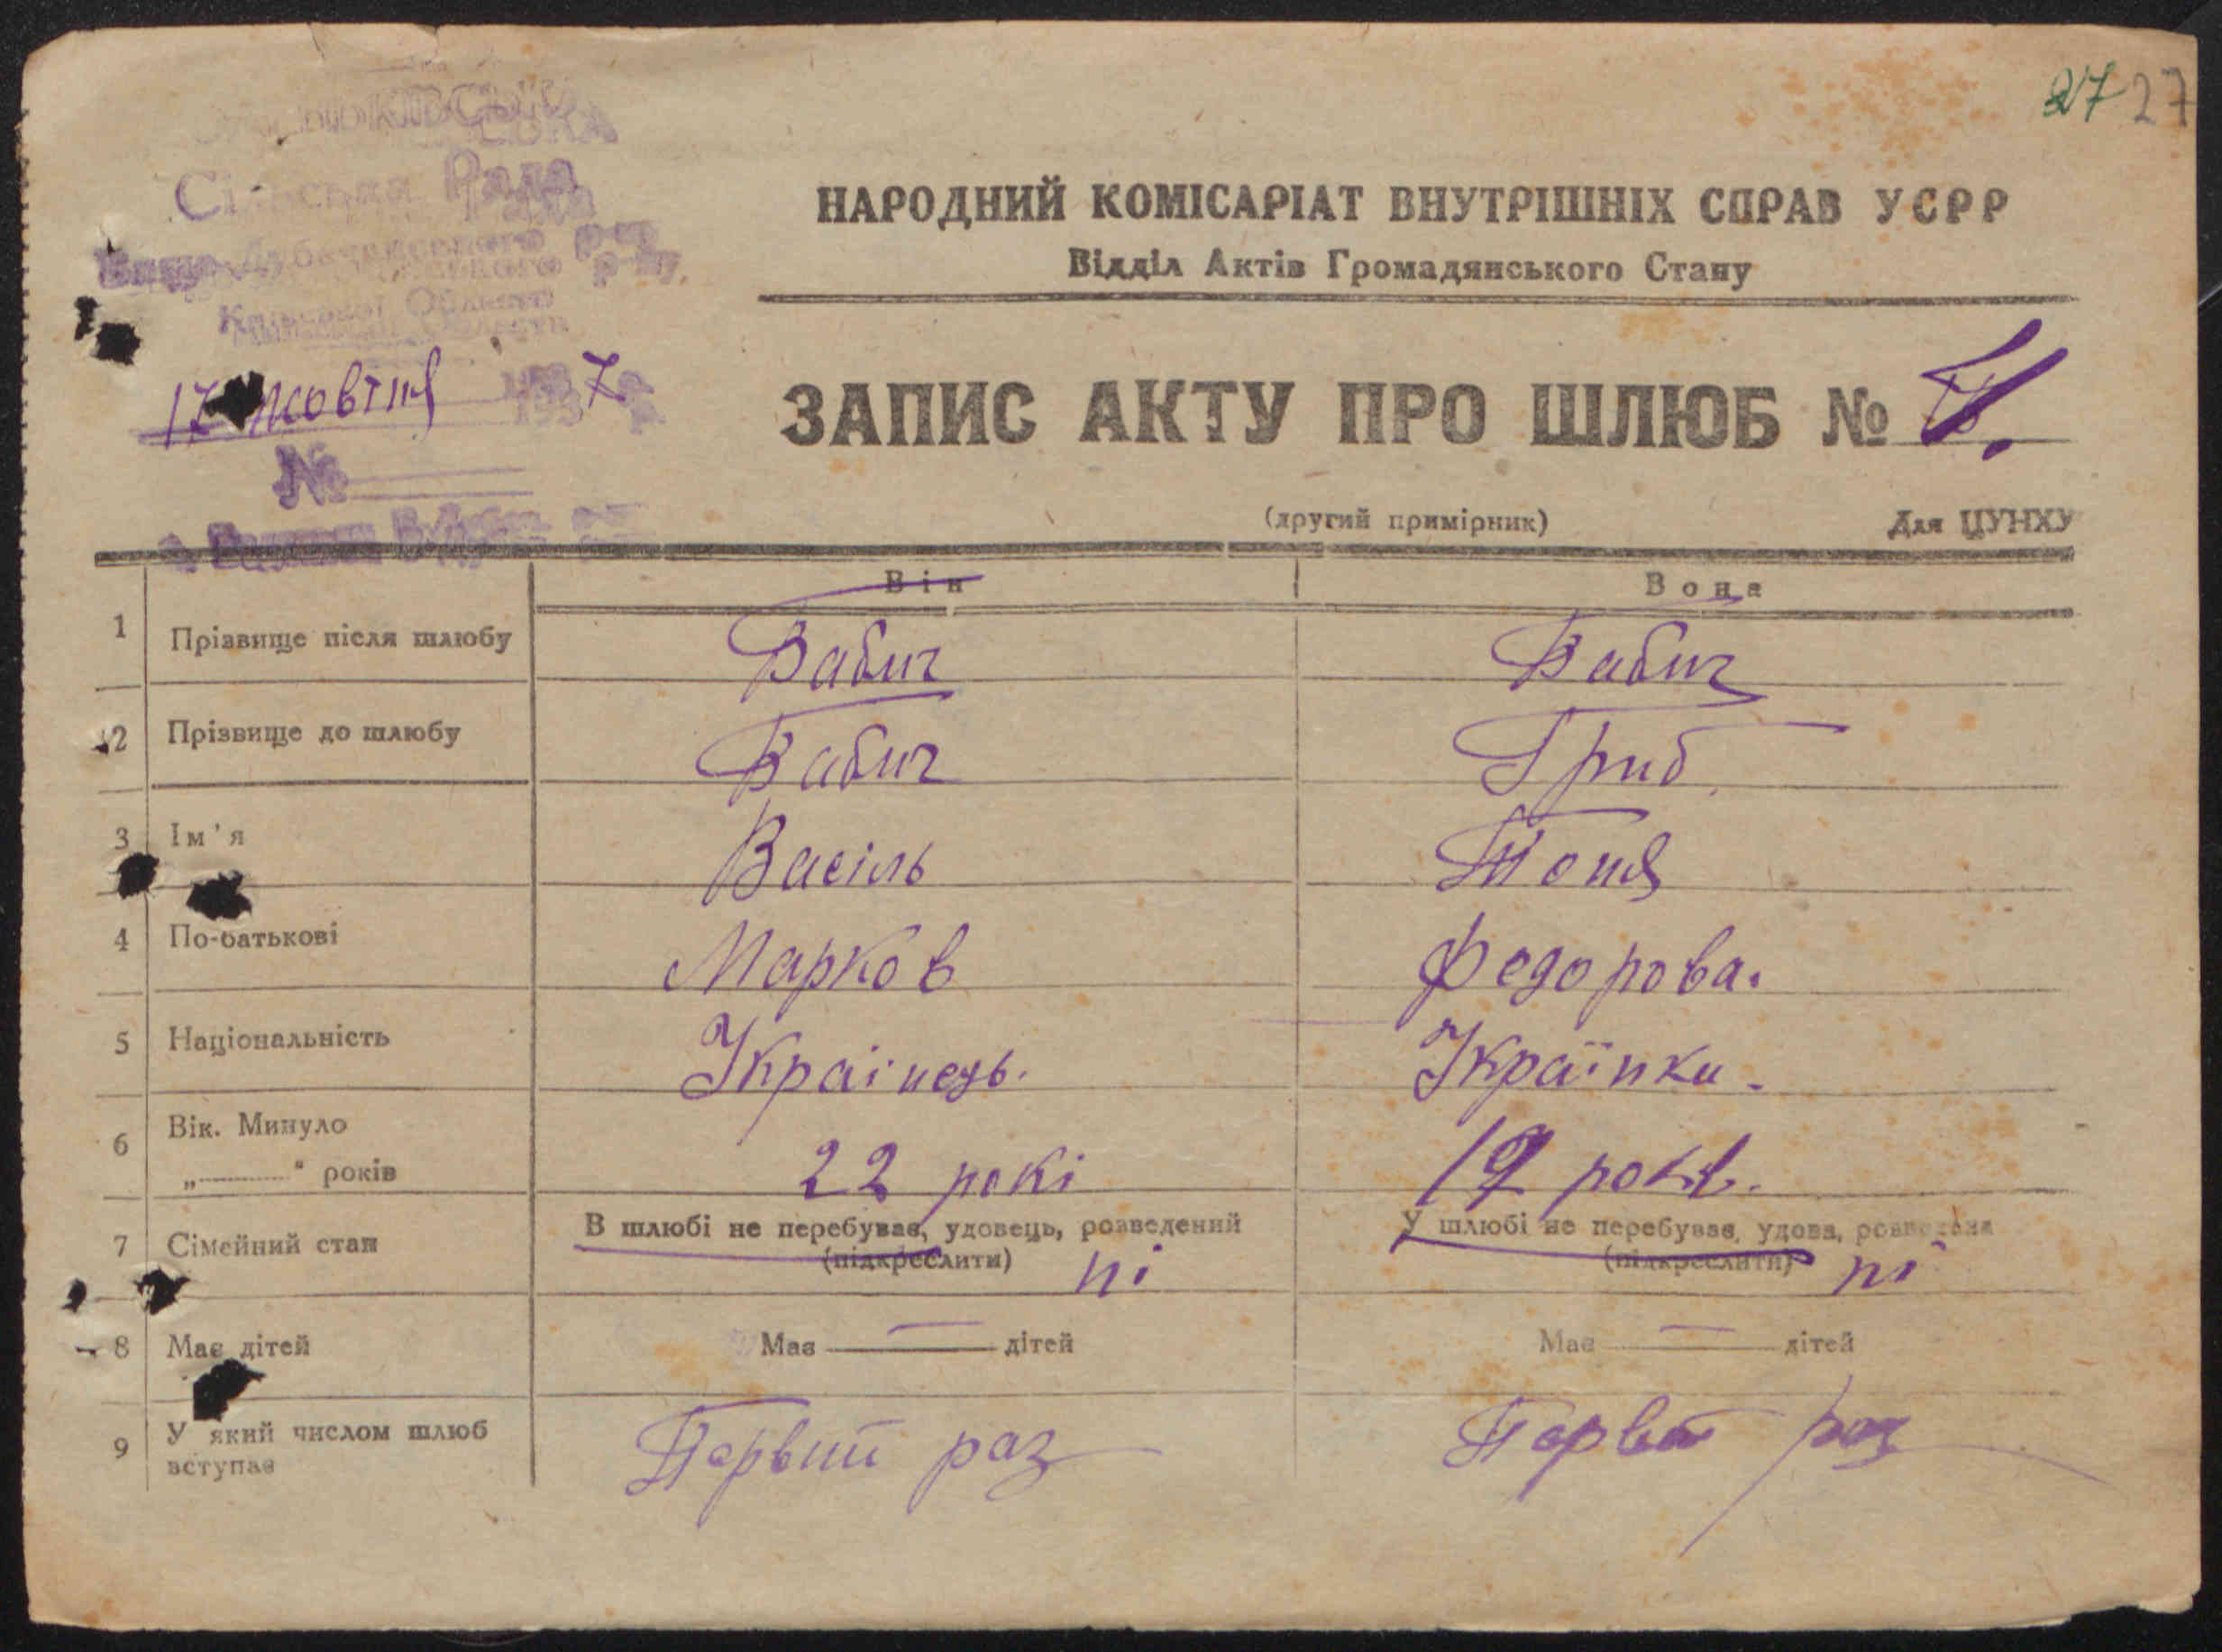 27 27
Сільська Рада
Київської Области
17 жовтня 1937 р.
№
НАРОДНИЙ КОМІСАРІАТ ВНУТРІШНІХ СПРАВ УСРР
Відділ Актів Громадянського Стану
ЗАПИС АКТУ ПРО ШЛЮБ №
(другий примірник) Для ЦУНХУ
Він Вона
1 Прізвище після шлюбу Бабич Бабич
2 Прізвище до шлюбу Бабич Гриб
3 Ім'я Васіль Тоня
4 По-батькові Марков Федорова.
5 Національність Українець. Українка.
6 Вік. Минуло
„———“ років 22 рокі 19 років.
7 Сімейний стан В шлюбі не перебував, удовець, розведений У шлюбі не перебував, удова, розведена
(підкреслити) ні (підкреслити) ні
8 Має дітей Має — дітей Має — дітей
9 У який числом шлюб
вступає Первий раз Первий раз